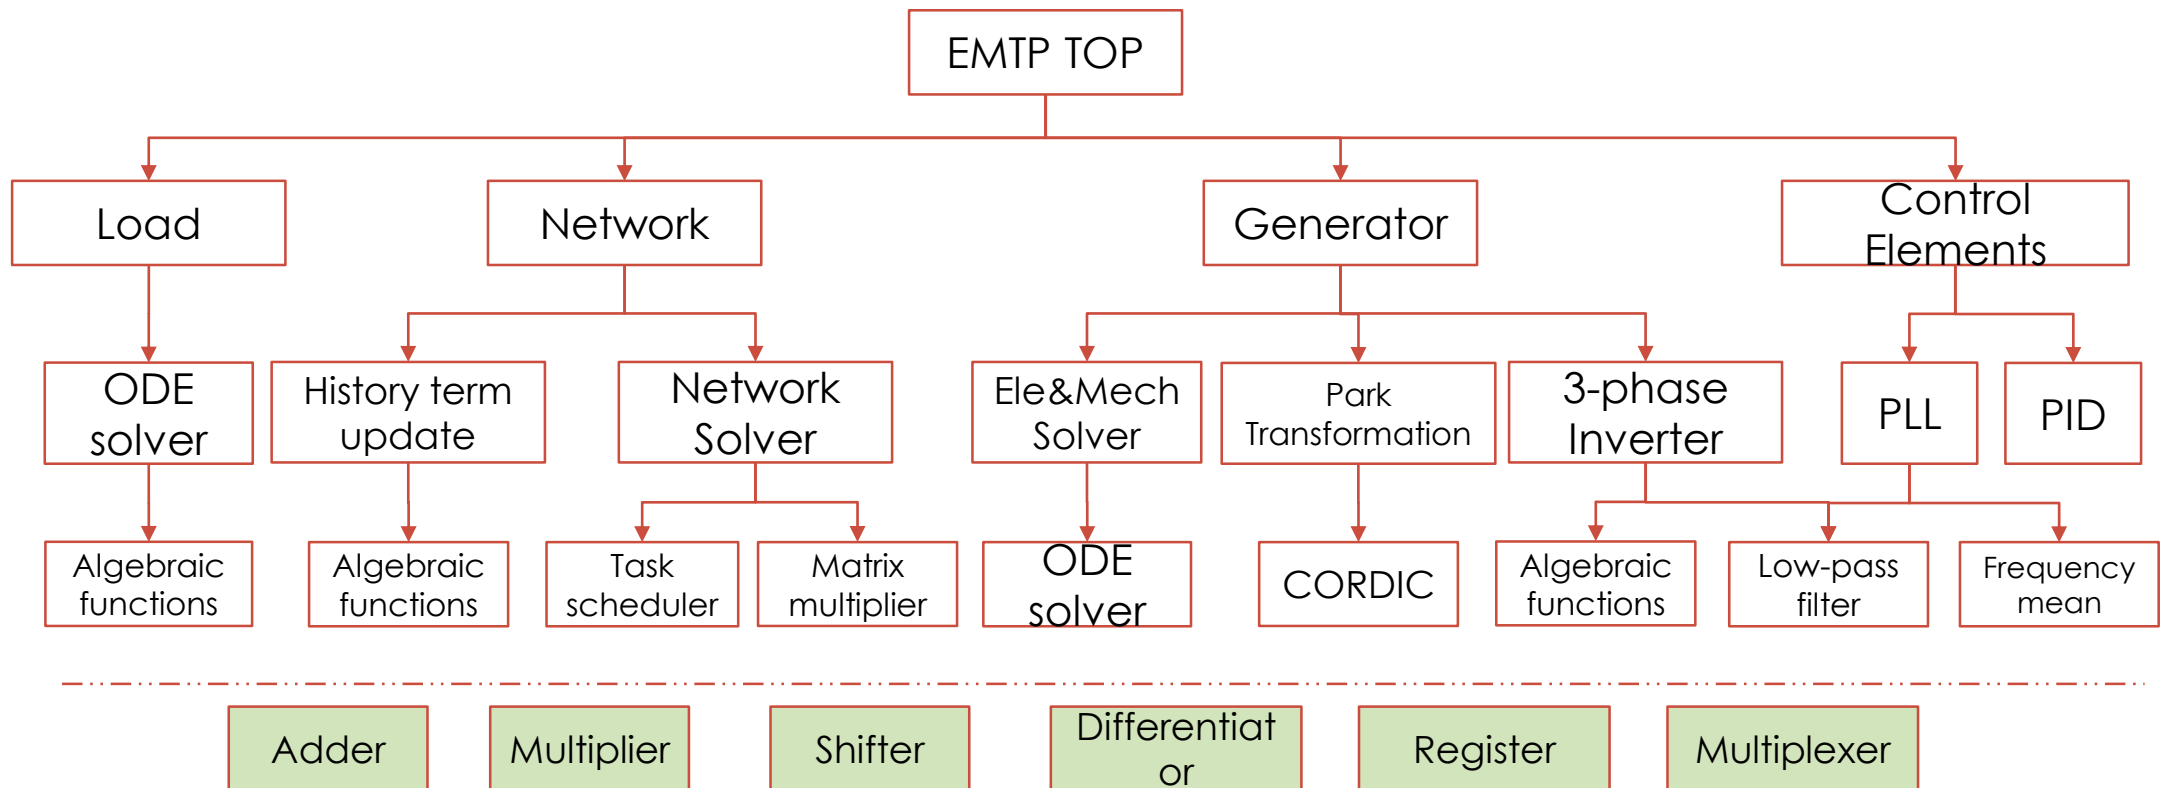 EMTP TOP
Load
Network
Generator
Control
Elements
ODE
solver
History term
update
Network
Solver
Ele&Mech
Solver
Park
Transformation
3-phase
Inverter
PLL
PID
Algebraic
functions
Algebraic
functions
Task
scheduler
Matrix
multiplier
ODE
solver
CORDIC
Algebraic
functions
Low-pass
filter
Frequency
mean
Adder
Multiplier
Shifter
Differentiat
or
Register
Multiplexer